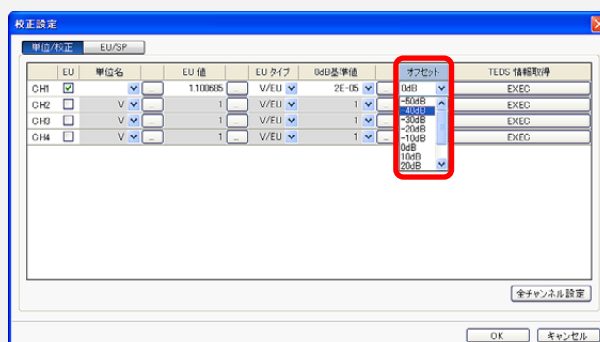 校正設定
単位/校正 EU/SP
EU 単位名 EU 値 EU タイプ 0dB基準値 オフセット TEDS 情報取得
CH1 ... 1.100685 ... V/EU 2E-05 ... 0dB EXEC
CH2 V ... 1 ... V/EU 1 ... EXEC
CH3 V ... 1 ... V/EU 1 ... EXEC
CH4 V ... 1 ... V/EU 1 ... EXEC
-50dB
-40dB
-30dB
-20dB
-10dB
0dB
10dB
20dB
全チャンネル設定
OK キャンセル